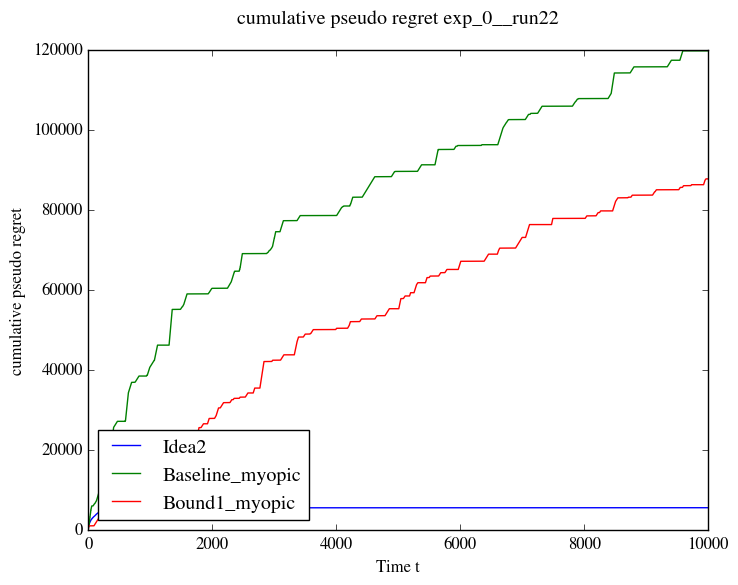 cumulative pseudo regret exp_0__run22
120000
100000
80000
60000
40000
20000
0
cumulative pseudo regret
Idea2
Baseline_myopic
Bound1_myopic
0 2000 4000 6000 8000 10000
Time t